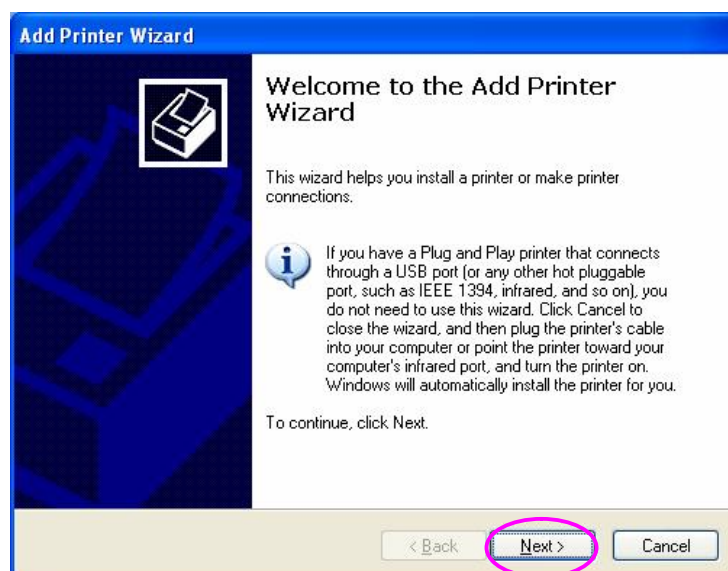 Add Printer Wizard
Welcome to the Add Printer
Wizard
This wizard helps you install a printer or make printer
connections.
If you have a Plug and Play printer that connects
through a USB port (or any other hot pluggable
port, such as IEEE 1394, infrared, and so on), you
do not need to use this wizard. Click Cancel to
close the wizard, and then plug the printer's cable
into your computer or point the printer toward your
computer's infrared port, and turn the printer on.
Windows will automatically install the printer for you.
To continue, click Next.
< Back Next > Cancel